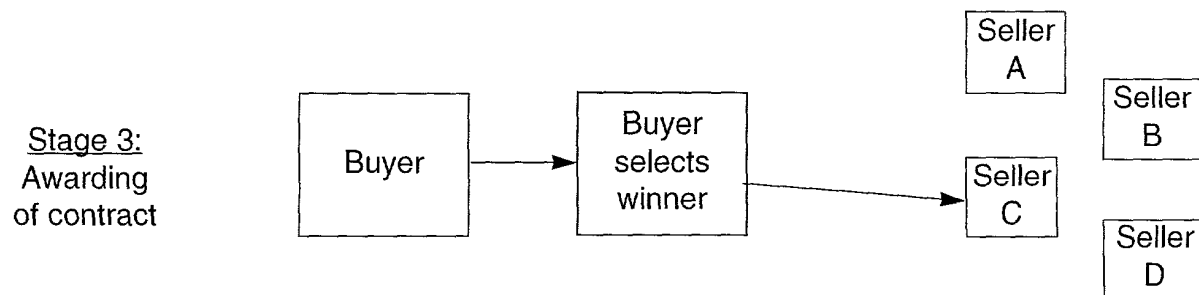 Stage 3:
Awarding
of contract
Buyer
Buyer
selects
winner
Seller
A
Seller
B
Seller
C
Seller
D